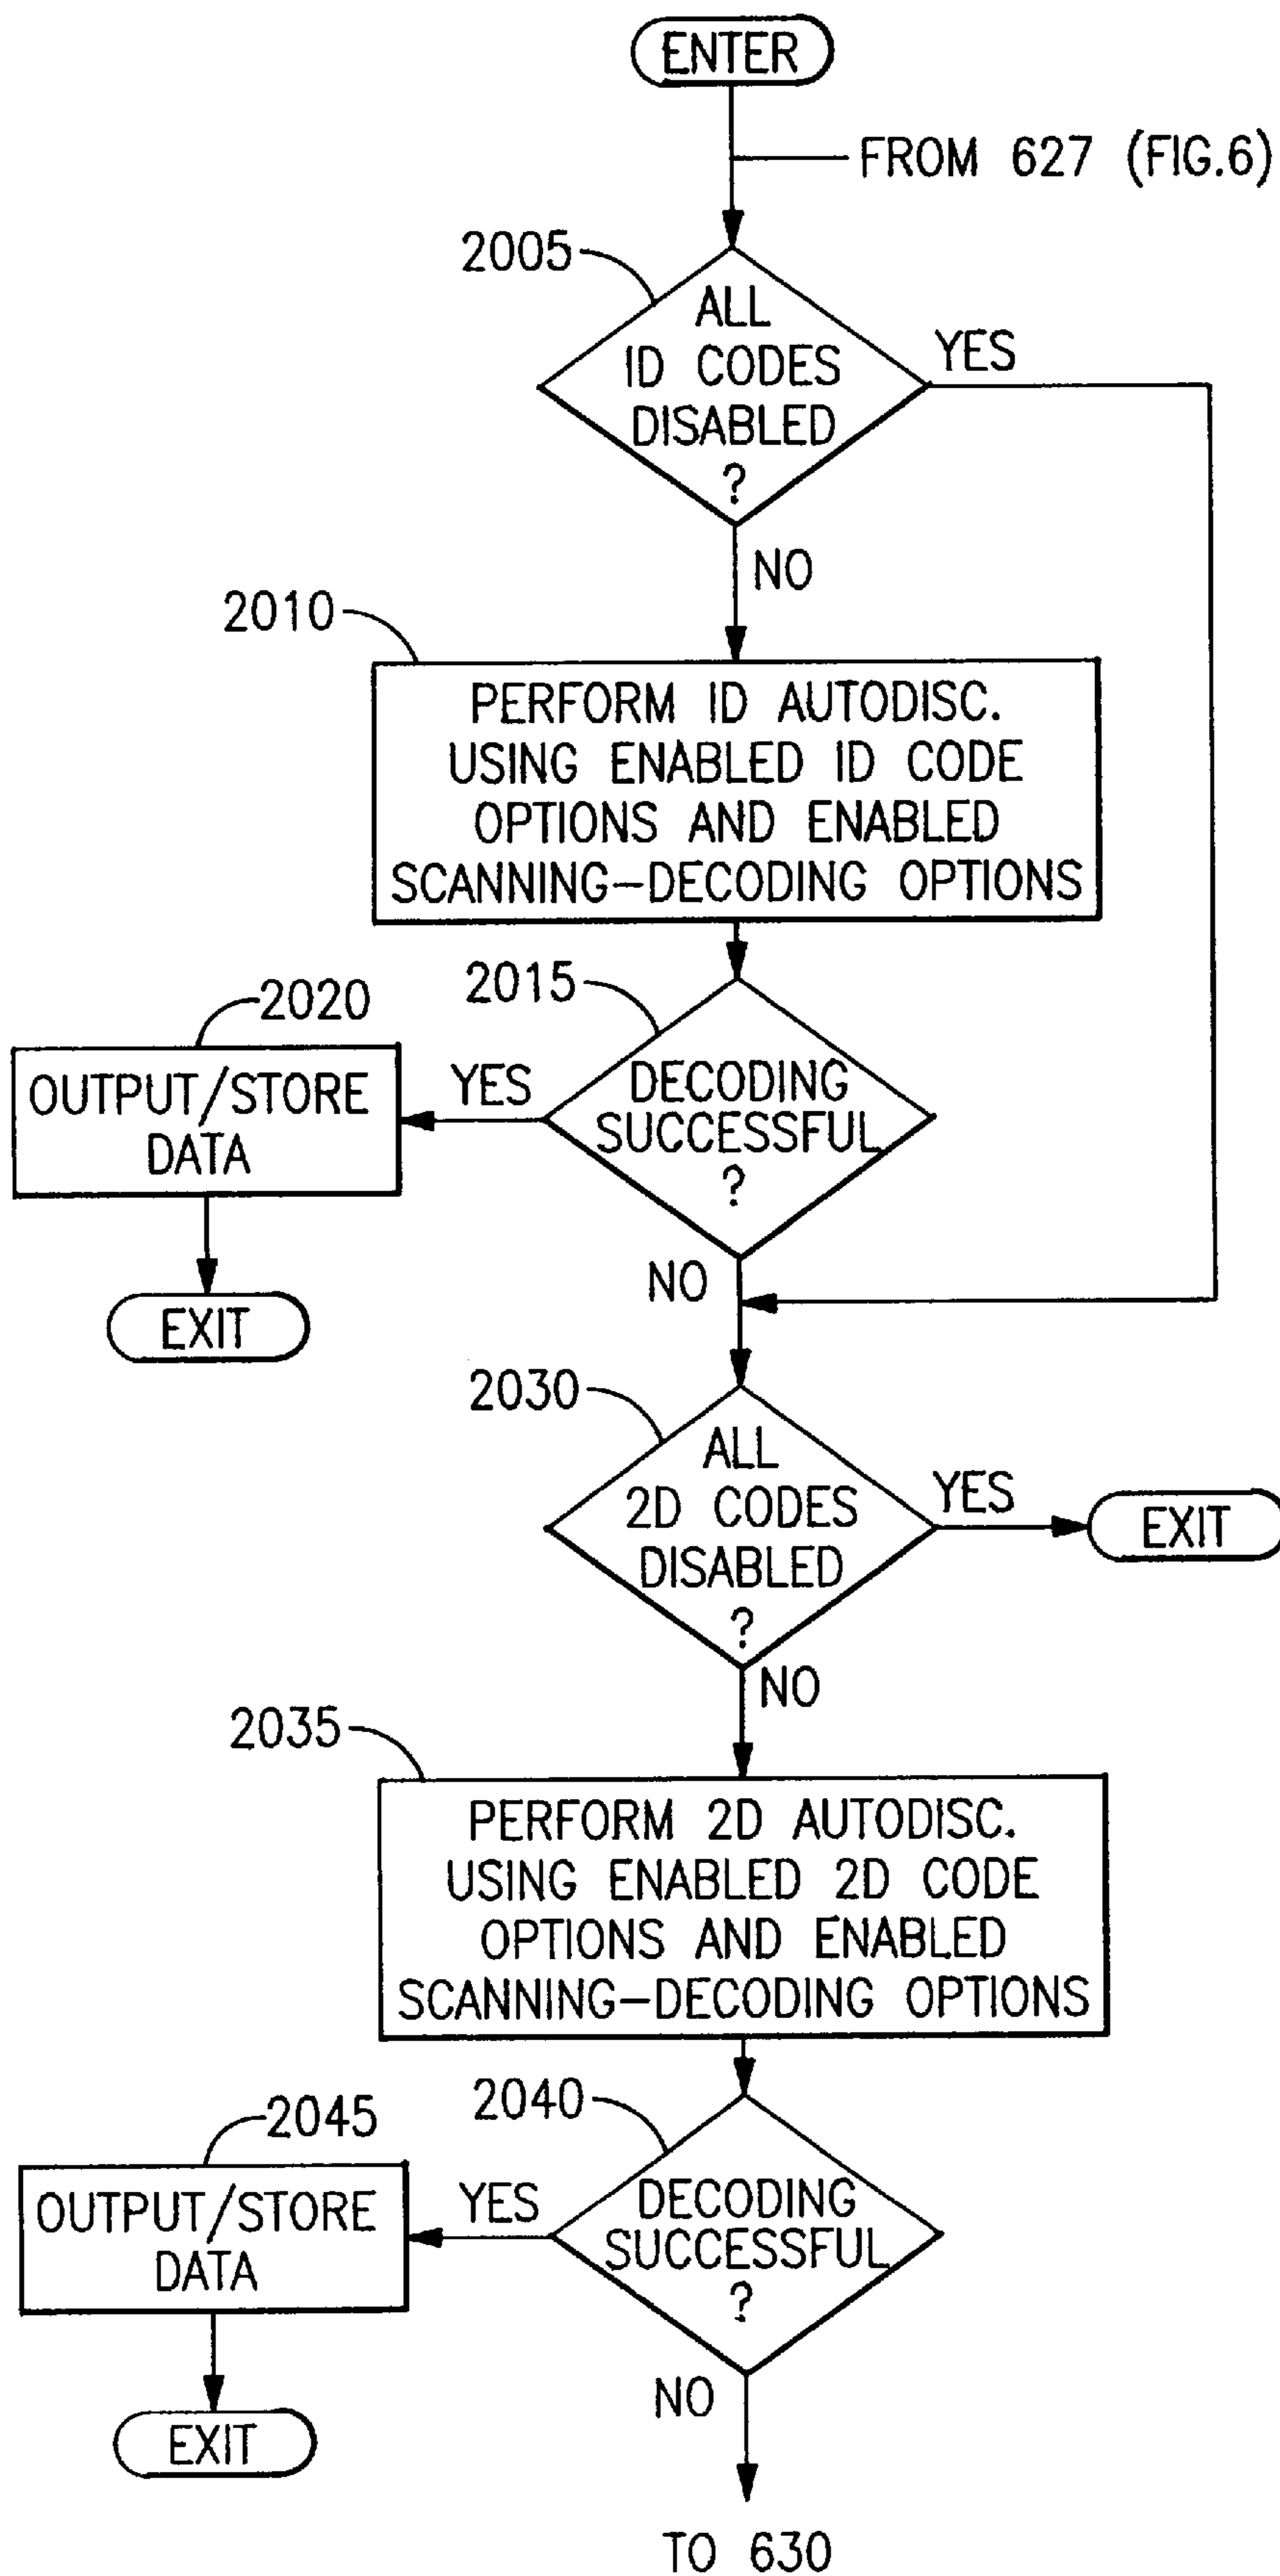 ENTER
FROM 627 (FIG.6)
2005
ALL
ID CODES
DISABLED
?
YES
NO
2010
PERFORM ID AUTODISC.
USING ENABLED ID CODE
OPTIONS AND ENABLED
SCANNING-DECODING OPTIONS
2015
DECODING
SUCCESSFUL
?
YES
2020
OUTPUT/STORE
DATA
EXIT
NO
2030
ALL
2D CODES
DISABLED
?
YES
EXIT
NO
2035
PERFORM 2D AUTODISC.
USING ENABLED 2D CODE
OPTIONS AND ENABLED
SCANNING-DECODING OPTIONS
2040
DECODING
SUCCESSFUL
?
YES
2045
OUTPUT/STORE
DATA
EXIT
NO
TO 630